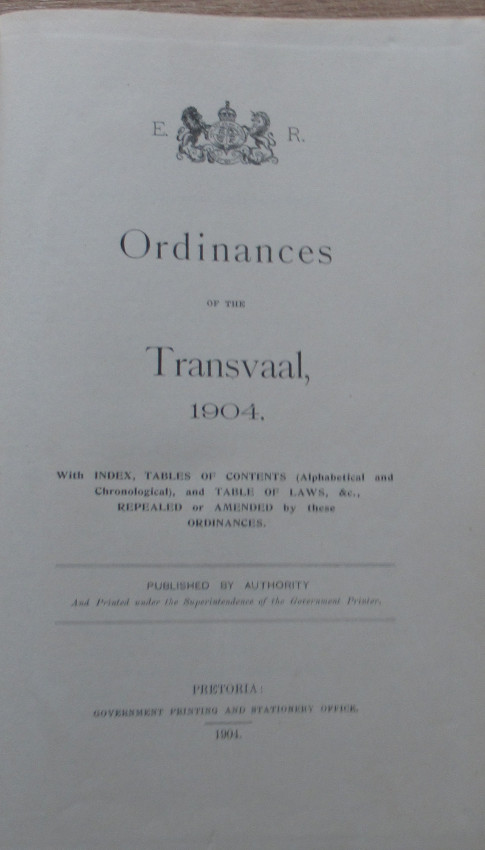 E. R.
Ordinances
OF THE
Transvaal,
1904.
With INDEX, TABLES OF CONTENTS (Alphabetical and
Chronological), and TABLE OF LAWS, &c.,
REPEALED or AMENDED by these
ORDINANCES.
PUBLISHED BY AUTHORITY
And Printed under the Superintendence of the Government Printer.
PRETORIA:
GOVERNMENT PRINTING AND STATIONERY OFFICE.
1904.